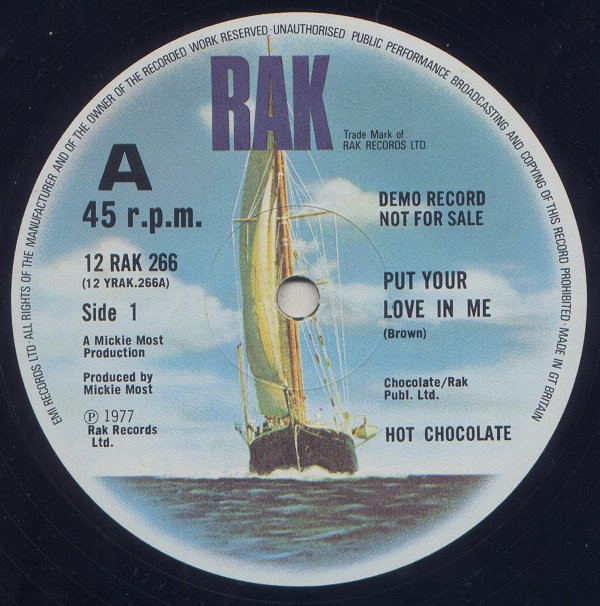 EMI RECORDS LTD · ALL RIGHTS OF THE MANUFACTURER AND OF THE OWNER OF THE RECORDED WORK RESERVED · UNAUTHORISED PUBLIC PERFORMANCE BROADCASTING AND COPYING OF THIS RECORD PROHIBITED · MADE IN GT BRITAIN
RAK
Trade Mark of
RAK RECORDS LTD.
A
45 r.p.m.
DEMO RECORD
NOT FOR SALE
12 RAK 266
(12 YRAK.266A)
Side 1
PUT YOUR
LOVE IN ME
(Brown)
A Mickie Most
Production
Produced by
Mickie Most
Ⓟ 1977
Rak Records
Ltd.
Chocolate/Rak
Publ. Ltd.
HOT CHOCOLATE